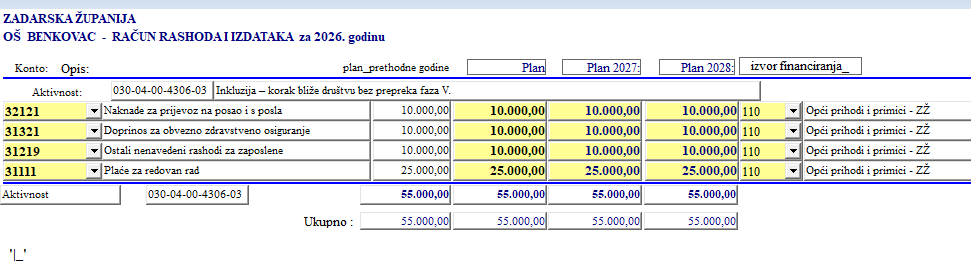 ZADARSKA ŽUPANIJA
OŠ BENKOVAC - RAČUN RASHODA I IZDATAKA za 2026. godinu
Konto: Opis: plan_prethodne godine Plan Plan 2027: Plan 2028: izvor financiranja_
Aktivnost: 030-04-00-4306-03 Inkluzija – korak bliže društvu bez prepreka faza V.
32121 Naknade za prijevoz na posao i s posla 10.000,00 10.000,00 10.000,00 10.000,00 110 Opći prihodi i primici - ZŽ
31321 Doprinos za obvezno zdravstveno osiguranje 10.000,00 10.000,00 10.000,00 10.000,00 110 Opći prihodi i primici - ZŽ
31219 Ostali nenavedeni rashodi za zaposlene 10.000,00 10.000,00 10.000,00 10.000,00 110 Opći prihodi i primici - ZŽ
31111 Plaće za redovan rad 25.000,00 25.000,00 25.000,00 25.000,00 110 Opći prihodi i primici - ZŽ
Aktivnost 030-04-00-4306-03 55.000,00 55.000,00 55.000,00 55.000,00
Ukupno : 55.000,00 55.000,00 55.000,00 55.000,00
'|_'